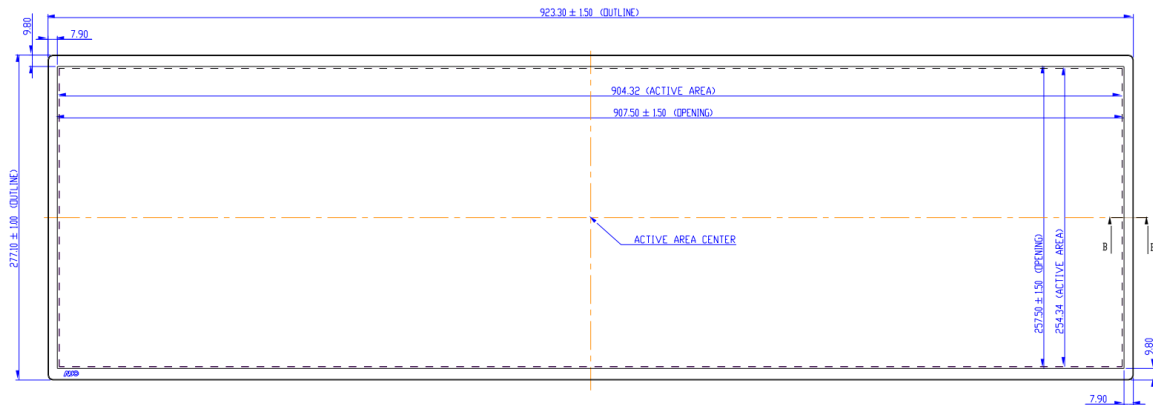 923.30 ± 1.50 (OUTLINE)
9.80
7.90
904.32 (ACTIVE AREA)
907.50 ± 1.50 (OPENING)
277.10 ± 1.00 (OUTLINE)
ACTIVE AREA CENTER
257.50 ± 1.50 (OPENING)
254.34 (ACTIVE AREA)
B
9.80
7.90